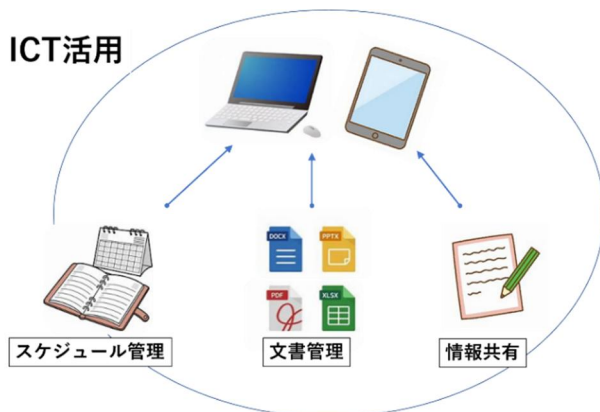 ICT活用
DOCX
PPTX
PDF
XLSX
スケジュール管理
文書管理
情報共有